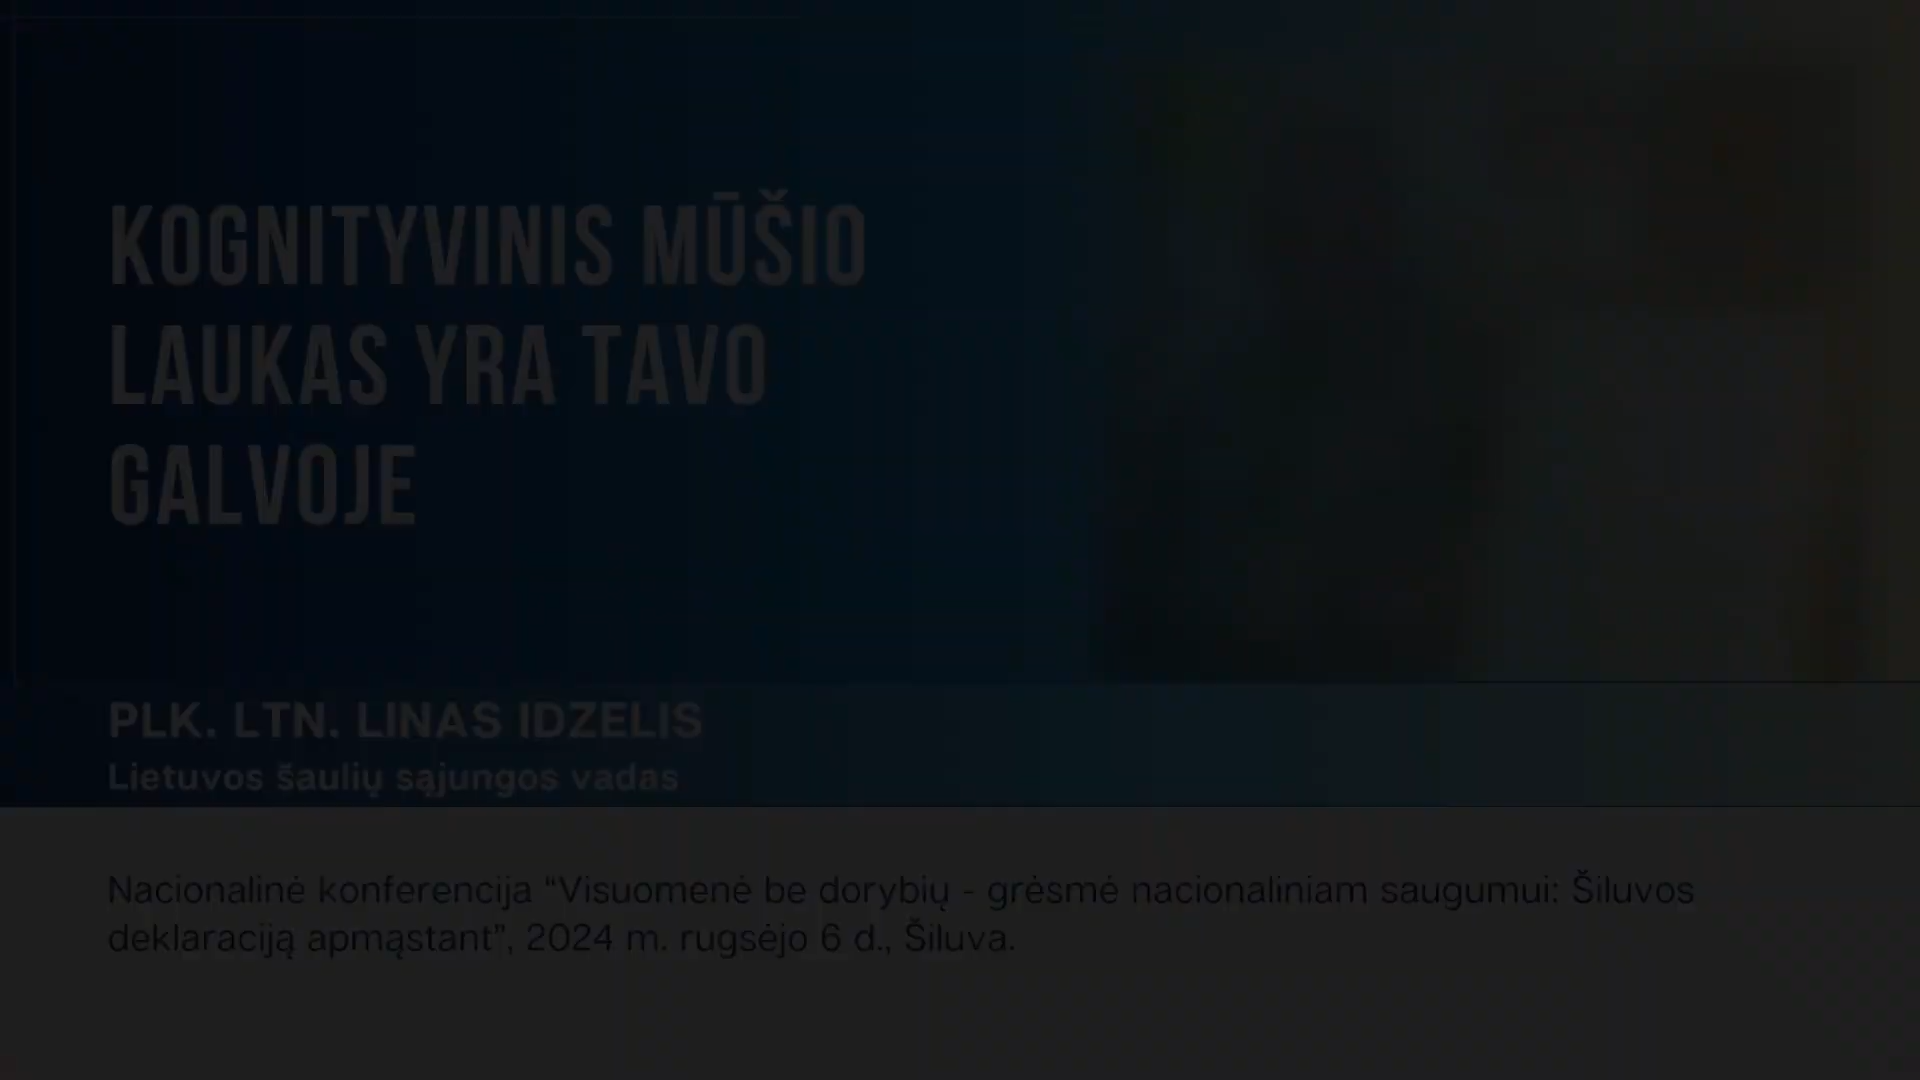 KOGNITYVINIS MŪŠIO
LAUKAS YRA TAVO
GALVOJE
PLK. LTN. LINAS IDZELIS
Lietuvos šaulių sąjungos vadas
Nacionalinė konferencija “Visuomenė be dorybių - grėsmė nacionaliniam saugumui: Šiluvos
deklaraciją apmąstant”, 2024 m. rugsėjo 6 d., Šiluva.